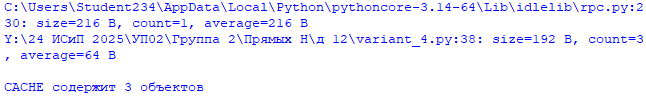 C:\Users\Student234\AppData\Local\Python\pythoncore-3.14-64\Lib\idlelib\rpc.py:2
30: size=216 B, count=1, average=216 B
Y:\24 ИСиП 2025\УП02\Группа 2\Прямых Н\д 12\variant_4.py:38: size=192 B, count=3
, average=64 B
CACHE содержит 3 объектов